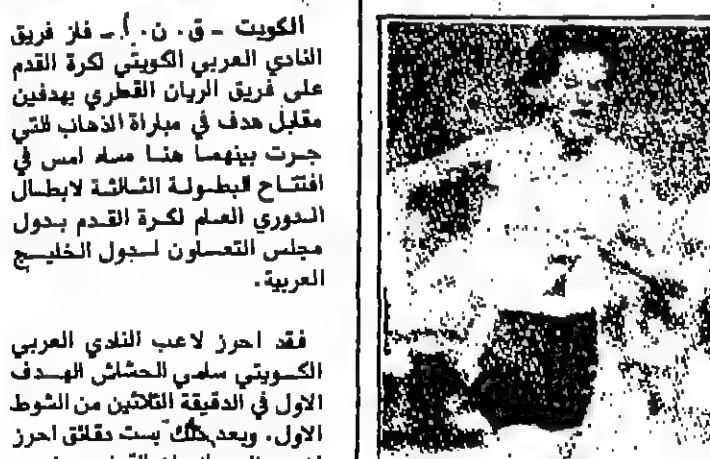 الكويت - ق. ن. أ. - فاز فريق
النادي العربي الكويتي لكرة القدم
على فريق الريان القطري بهدفين
مقابل هدف في مباراة الذهاب التي
جرت بينهما هنا مساء امس في
افتتاح البطولة الثالثة لابطال
الدوري العام لكرة القدم بدول
مجلس التعاون لدول الخليج
العربية.
فقد احرز لاعب النادي العربي
الكويتي سامي الحشاش الهدف
الاول في الدقيقة الثلاثين من الشوط
الاول. وبعد ذلك بست دقائق احرز
7